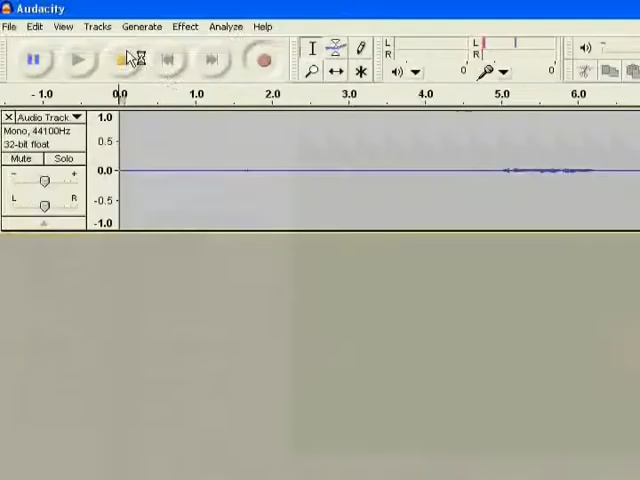 Audacity
File Edit View Tracks Generate Effect Analyze Help
L
R
0
L
R
0
- 1.0 0.0 1.0 2.0 3.0 4.0 5.0 6.0
Audio Track
Mono, 44100Hz
32-bit float
Mute Solo
- +
L R
1.0
0.5
0.0
-0.5
-1.0